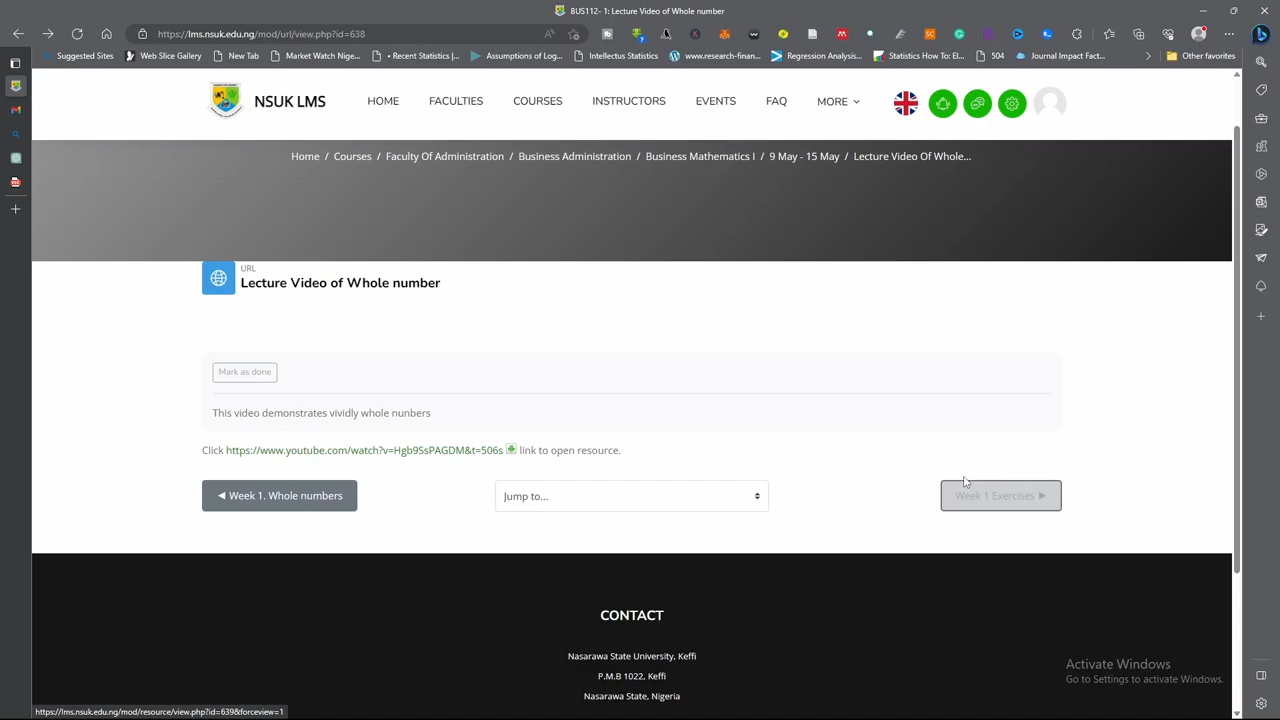 BUS112- 1: Lecture Video of Whole number
https://lms.nsuk.edu.ng/mod/url/view.php?id=638
Suggested Sites
Web Slice Gallery
New Tab
Market Watch Nige...
• Recent Statistics |...
Assumptions of Log...
Intellectus Statistics
www.research-finan...
Regression Analysis...
Statistics How To: El...
504
Journal Impact Fact...
Other favorites
NSUK LMS
HOME
FACULTIES
COURSES
INSTRUCTORS
EVENTS
FAQ
MORE
Home / Courses / Faculty Of Administration / Business Administration / Business Mathematics I / 9 May - 15 May / Lecture Video Of Whole...
URL
Lecture Video of Whole number
Mark as done
This video demonstrates vividly whole nunbers
Click https://www.youtube.com/watch?v=Hgb9SsPAGDM&t=506s link to open resource.
◀ Week 1. Whole numbers
Jump to...
Week 1 Exercises ▶
CONTACT
Nasarawa State University, Keffi
P.M.B 1022, Keffi
Nasarawa State, Nigeria
Activate Windows
Go to Settings to activate Windows.
https://lms.nsuk.edu.ng/mod/resource/view.php?id=639&forceview=1